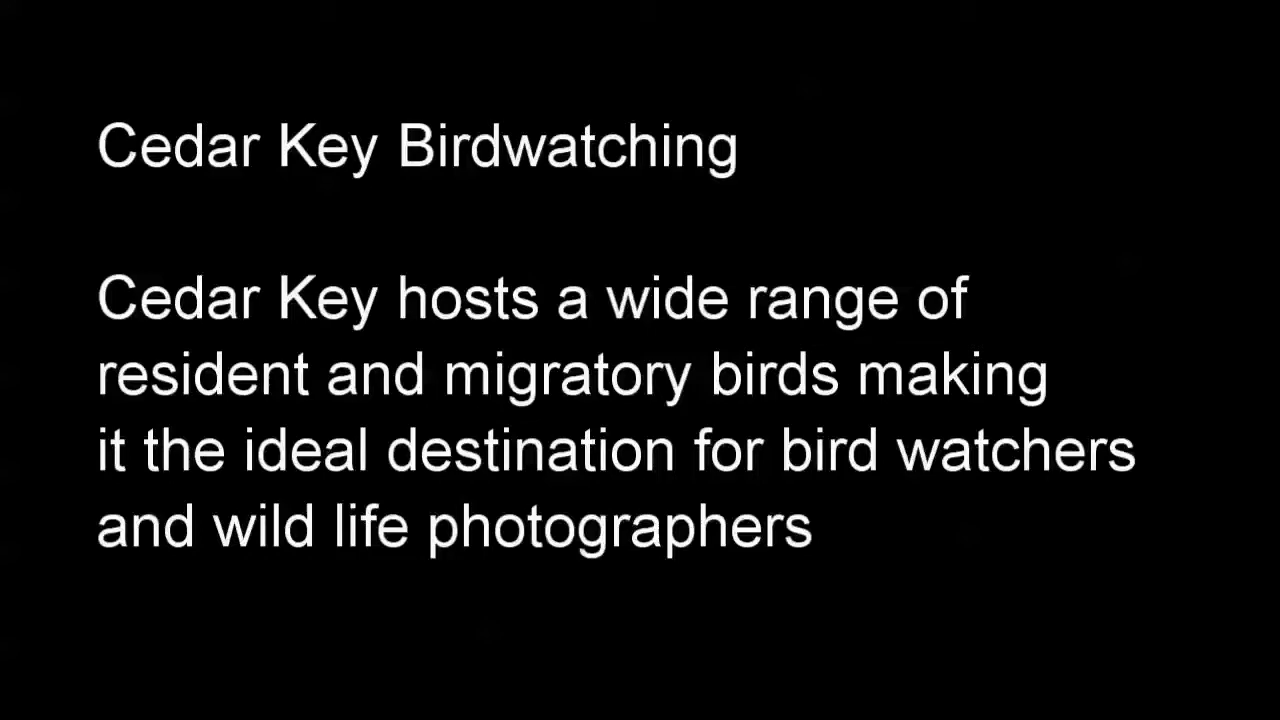 Cedar Key Birdwatching
Cedar Key hosts a wide range of
resident and migratory birds making
it the ideal destination for bird watchers
and wild life photographers